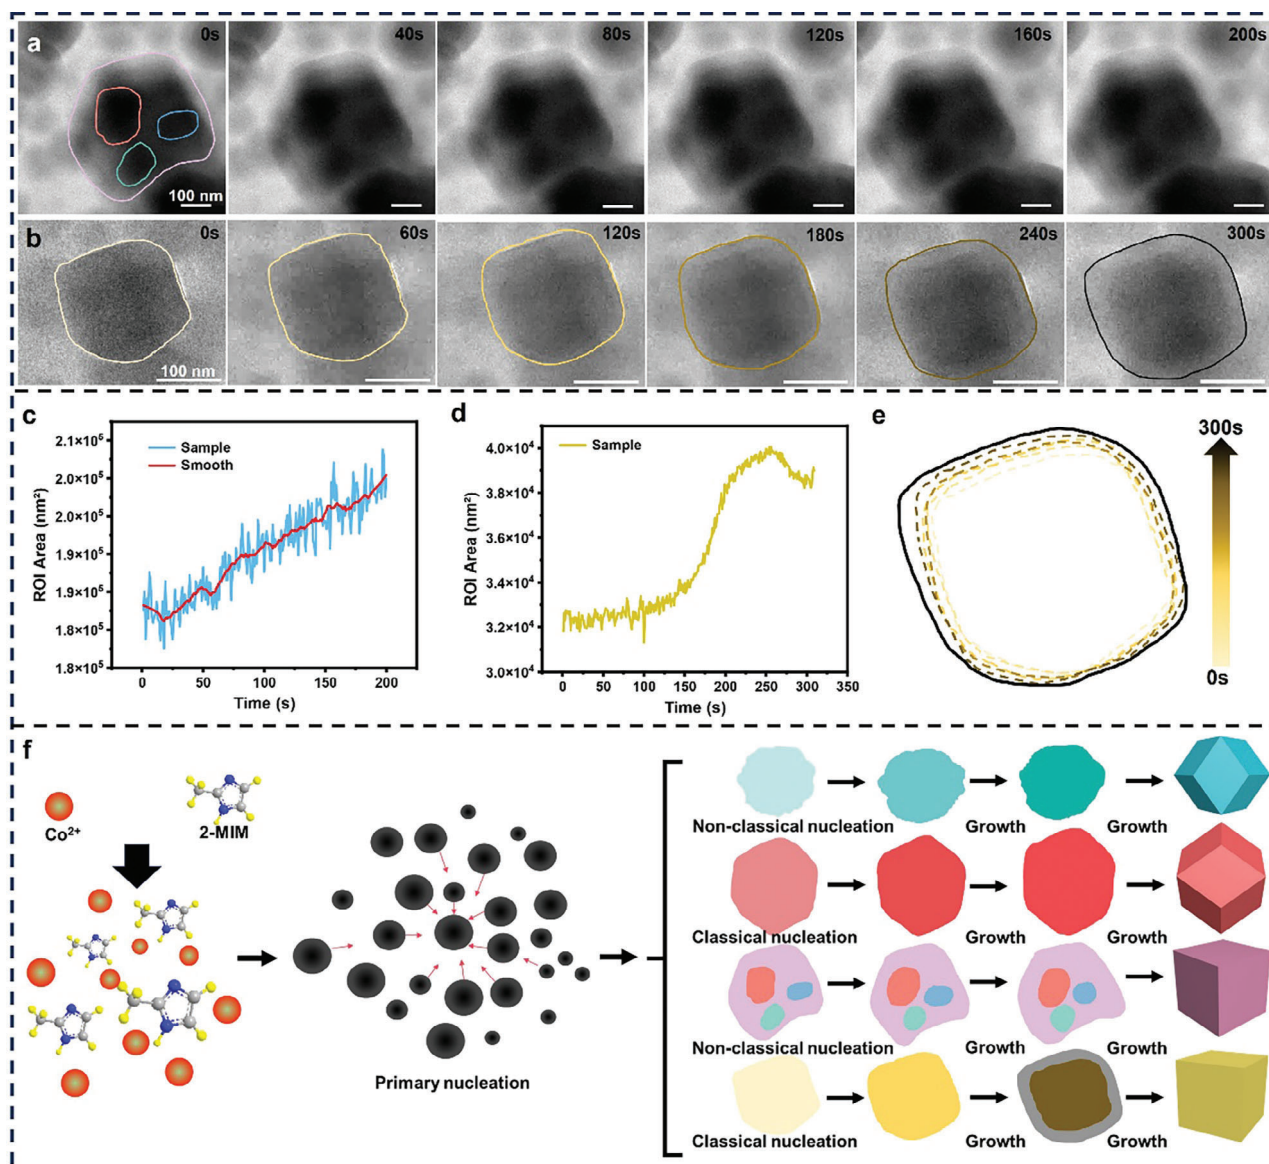 a
0s
40s
80s
120s
160s
200s
100 nm
b
0s
60s
120s
180s
240s
300s
100 nm
c
2.1×10⁵
2.0×10⁵
2.0×10⁵
1.9×10⁵
1.9×10⁵
1.8×10⁵
1.8×10⁵
ROI Area (nm²)
Sample
Smooth
0
50
100
150
200
Time (s)
d
4.0×10⁴
3.8×10⁴
3.6×10⁴
3.4×10⁴
3.2×10⁴
3.0×10⁴
ROI Area (nm²)
Sample
0
50
100
150
200
250
300
350
Time (s)
e
300s
0s
f
Co²⁺
2-MIM
Primary nucleation
Non-classical nucleation
Growth
Growth
Classical nucleation
Growth
Growth
Non-classical nucleation
Growth
Growth
Classical nucleation
Growth
Growth